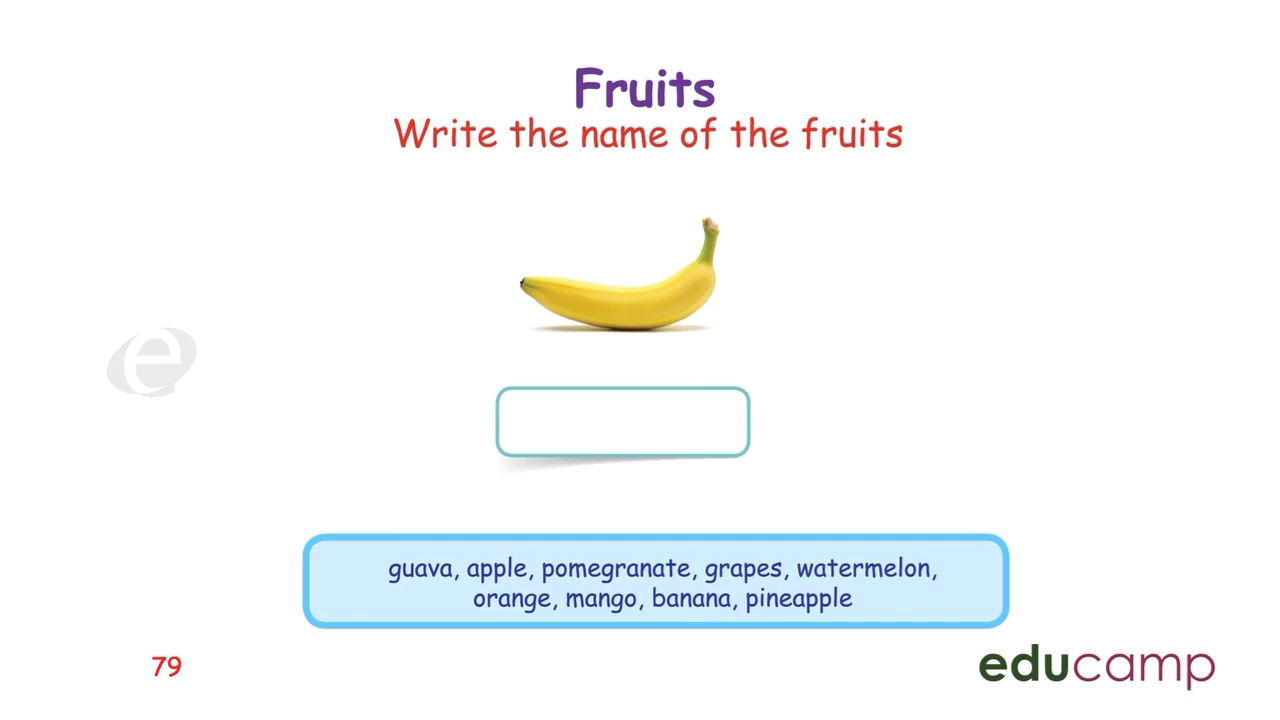 Fruits
Write the name of the fruits
e
guava, apple, pomegranate, grapes, watermelon,
orange, mango, banana, pineapple
79
educamp